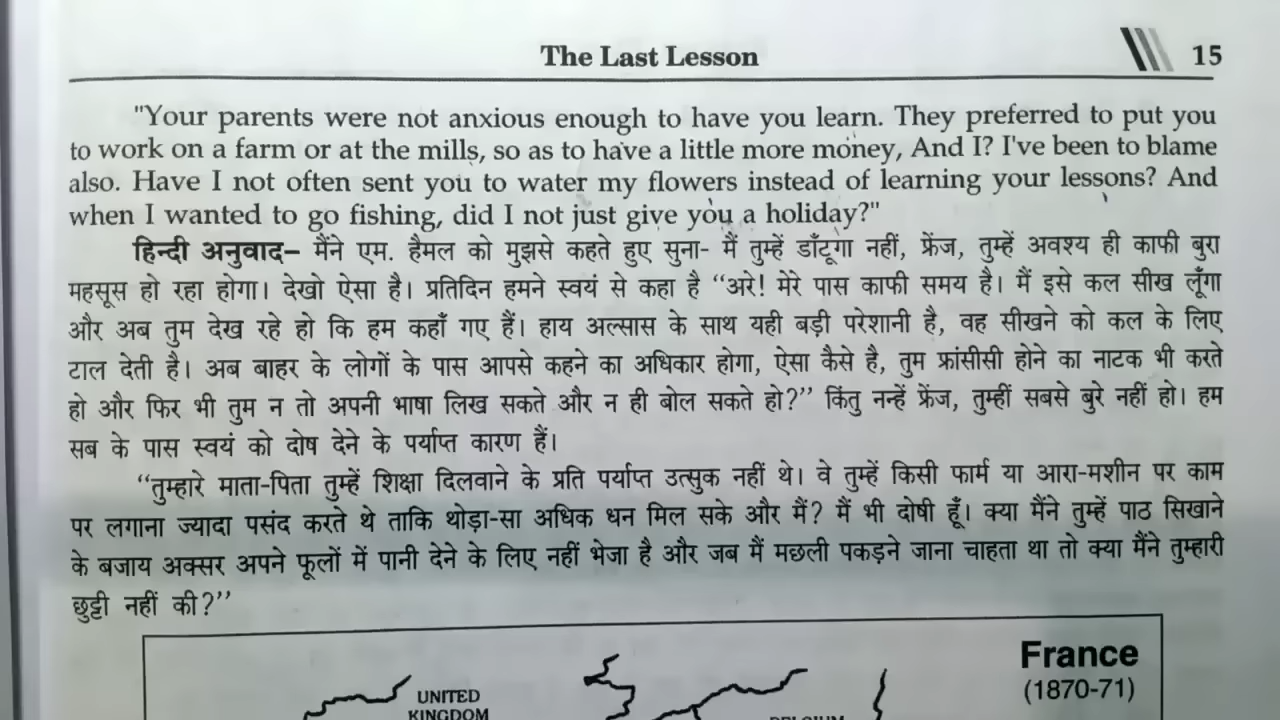 The Last Lesson 15
"Your parents were not anxious enough to have you learn. They preferred to put you
to work on a farm or at the mills, so as to have a little more money, And I? I've been to blame
also. Have I not often sent you to water my flowers instead of learning your lessons? And
when I wanted to go fishing, did I not just give you a holiday?"
हिन्दी अनुवाद– मैंने एम. हैमल को मुझसे कहते हुए सुना- मैं तुम्हें डाँटूगा नहीं, फ्रेंज, तुम्हें अवश्य ही काफी बुरा
महसूस हो रहा होगा। देखो ऐसा है। प्रतिदिन हमने स्वयं से कहा है “अरे! मेरे पास काफी समय है। मैं इसे कल सीख लूँगा
और अब तुम देख रहे हो कि हम कहाँ गए हैं। हाय अल्सास के साथ यही बड़ी परेशानी है, वह सीखने को कल के लिए
टाल देती है। अब बाहर के लोगों के पास आपसे कहने का अधिकार होगा, ऐसा कैसे है, तुम फ्रांसीसी होने का नाटक भी करते
हो और फिर भी तुम न तो अपनी भाषा लिख सकते और न ही बोल सकते हो?” किंतु नन्हें फ्रेंज, तुम्हीं सबसे बुरे नहीं हो। हम
सब के पास स्वयं को दोष देने के पर्याप्त कारण हैं।
“तुम्हारे माता-पिता तुम्हें शिक्षा दिलवाने के प्रति पर्याप्त उत्सुक नहीं थे। वे तुम्हें किसी फार्म या आरा-मशीन पर काम
पर लगाना ज्यादा पसंद करते थे ताकि थोड़ा-सा अधिक धन मिल सके और मैं? मैं भी दोषी हूँ। क्या मैंने तुम्हें पाठ सिखाने
के बजाय अक्सर अपने फूलों में पानी देने के लिए नहीं भेजा है और जब मैं मछली पकड़ने जाना चाहता था तो क्या मैंने तुम्हारी
छुट्टी नहीं की?”
France
(1870-71)
UNITED
KINGDOM